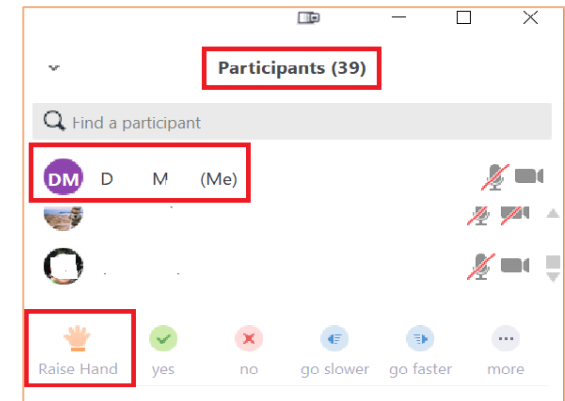 Participants (39)
Find a participant
DM D M (Me)
Raise Hand yes no go slower go faster more